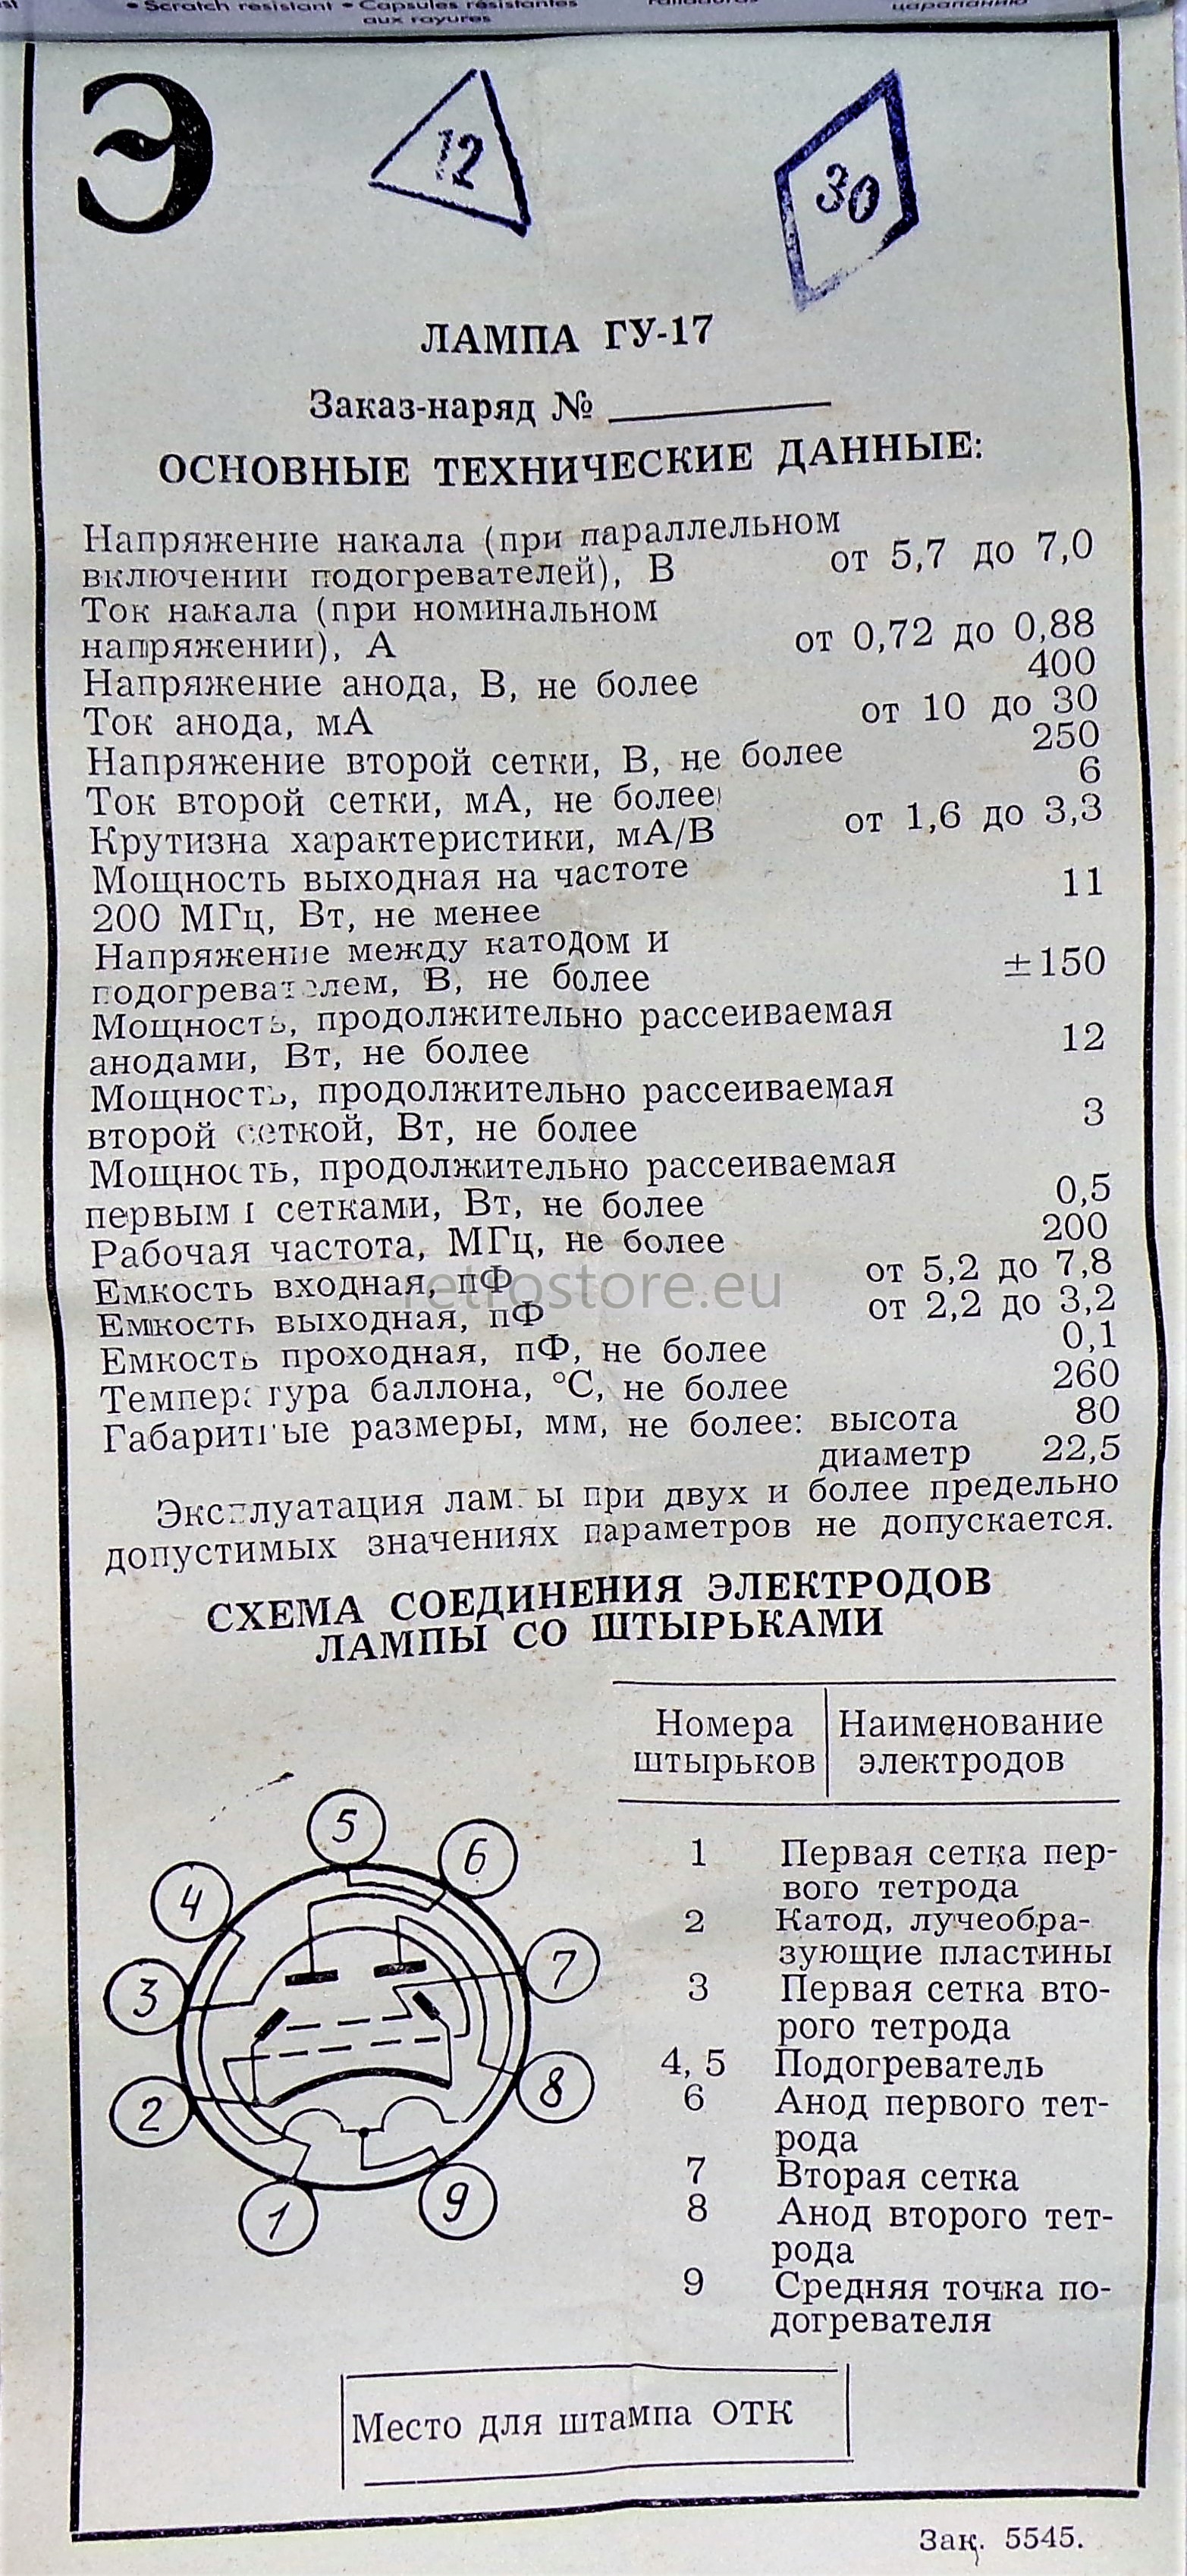 • Scratch resistant • Capsules résistantes
aux rayures
царапанию
Э
12
30
ЛАМПА ГУ-17
Заказ-наряд №
ОСНОВНЫЕ ТЕХНИЧЕСКИЕ ДАННЫЕ:
Напряжение накала (при параллельном
включении подогревателей), В от 5,7 до 7,0
Ток накала (при номинальном
напряжении), А от 0,72 до 0,88
Напряжение анода, В, не более 400
Ток анода, мА от 10 до 30
Напряжение второй сетки, В, не более 250
Ток второй сетки, мА, не более 6
Крутизна характеристики, мА/В от 1,6 до 3,3
Мощность выходная на частоте
200 МГц, Вт, не менее 11
Напряжение между катодом и
подогревателем, В, не более ±150
Мощность, продолжительно рассеиваемая
анодами, Вт, не более 12
Мощность, продолжительно рассеиваемая
второй сеткой, Вт, не более 3
Мощность, продолжительно рассеиваемая
первыми сетками, Вт, не более 0,5
Рабочая частота, МГц, не более 200
Емкость входная, пФ от 5,2 до 7,8
retrostore.eu
Емкость выходная, пФ от 2,2 до 3,2
Емкость проходная, пФ, не более 0,1
Температура баллона, °С, не более 260
Габаритные размеры, мм, не более: высота 80
диаметр 22,5
Эксплуатация лампы при двух и более предельно
допустимых значениях параметров не допускается.
СХЕМА СОЕДИНЕНИЯ ЭЛЕКТРОДОВ
ЛАМПЫ СО ШТЫРЬКАМИ
Номера Наименование
штырьков электродов
1 Первая сетка пер-
вого тетрода
2 Катод, лучеобра-
зующие пластины
3 Первая сетка вто-
рого тетрода
4, 5 Подогреватель
6 Анод первого тет-
рода
7 Вторая сетка
8 Анод второго тет-
рода
9 Средняя точка по-
догревателя
5
6
4
7
3
8
2
9
1
Место для штампа ОТК
Зак. 5545.